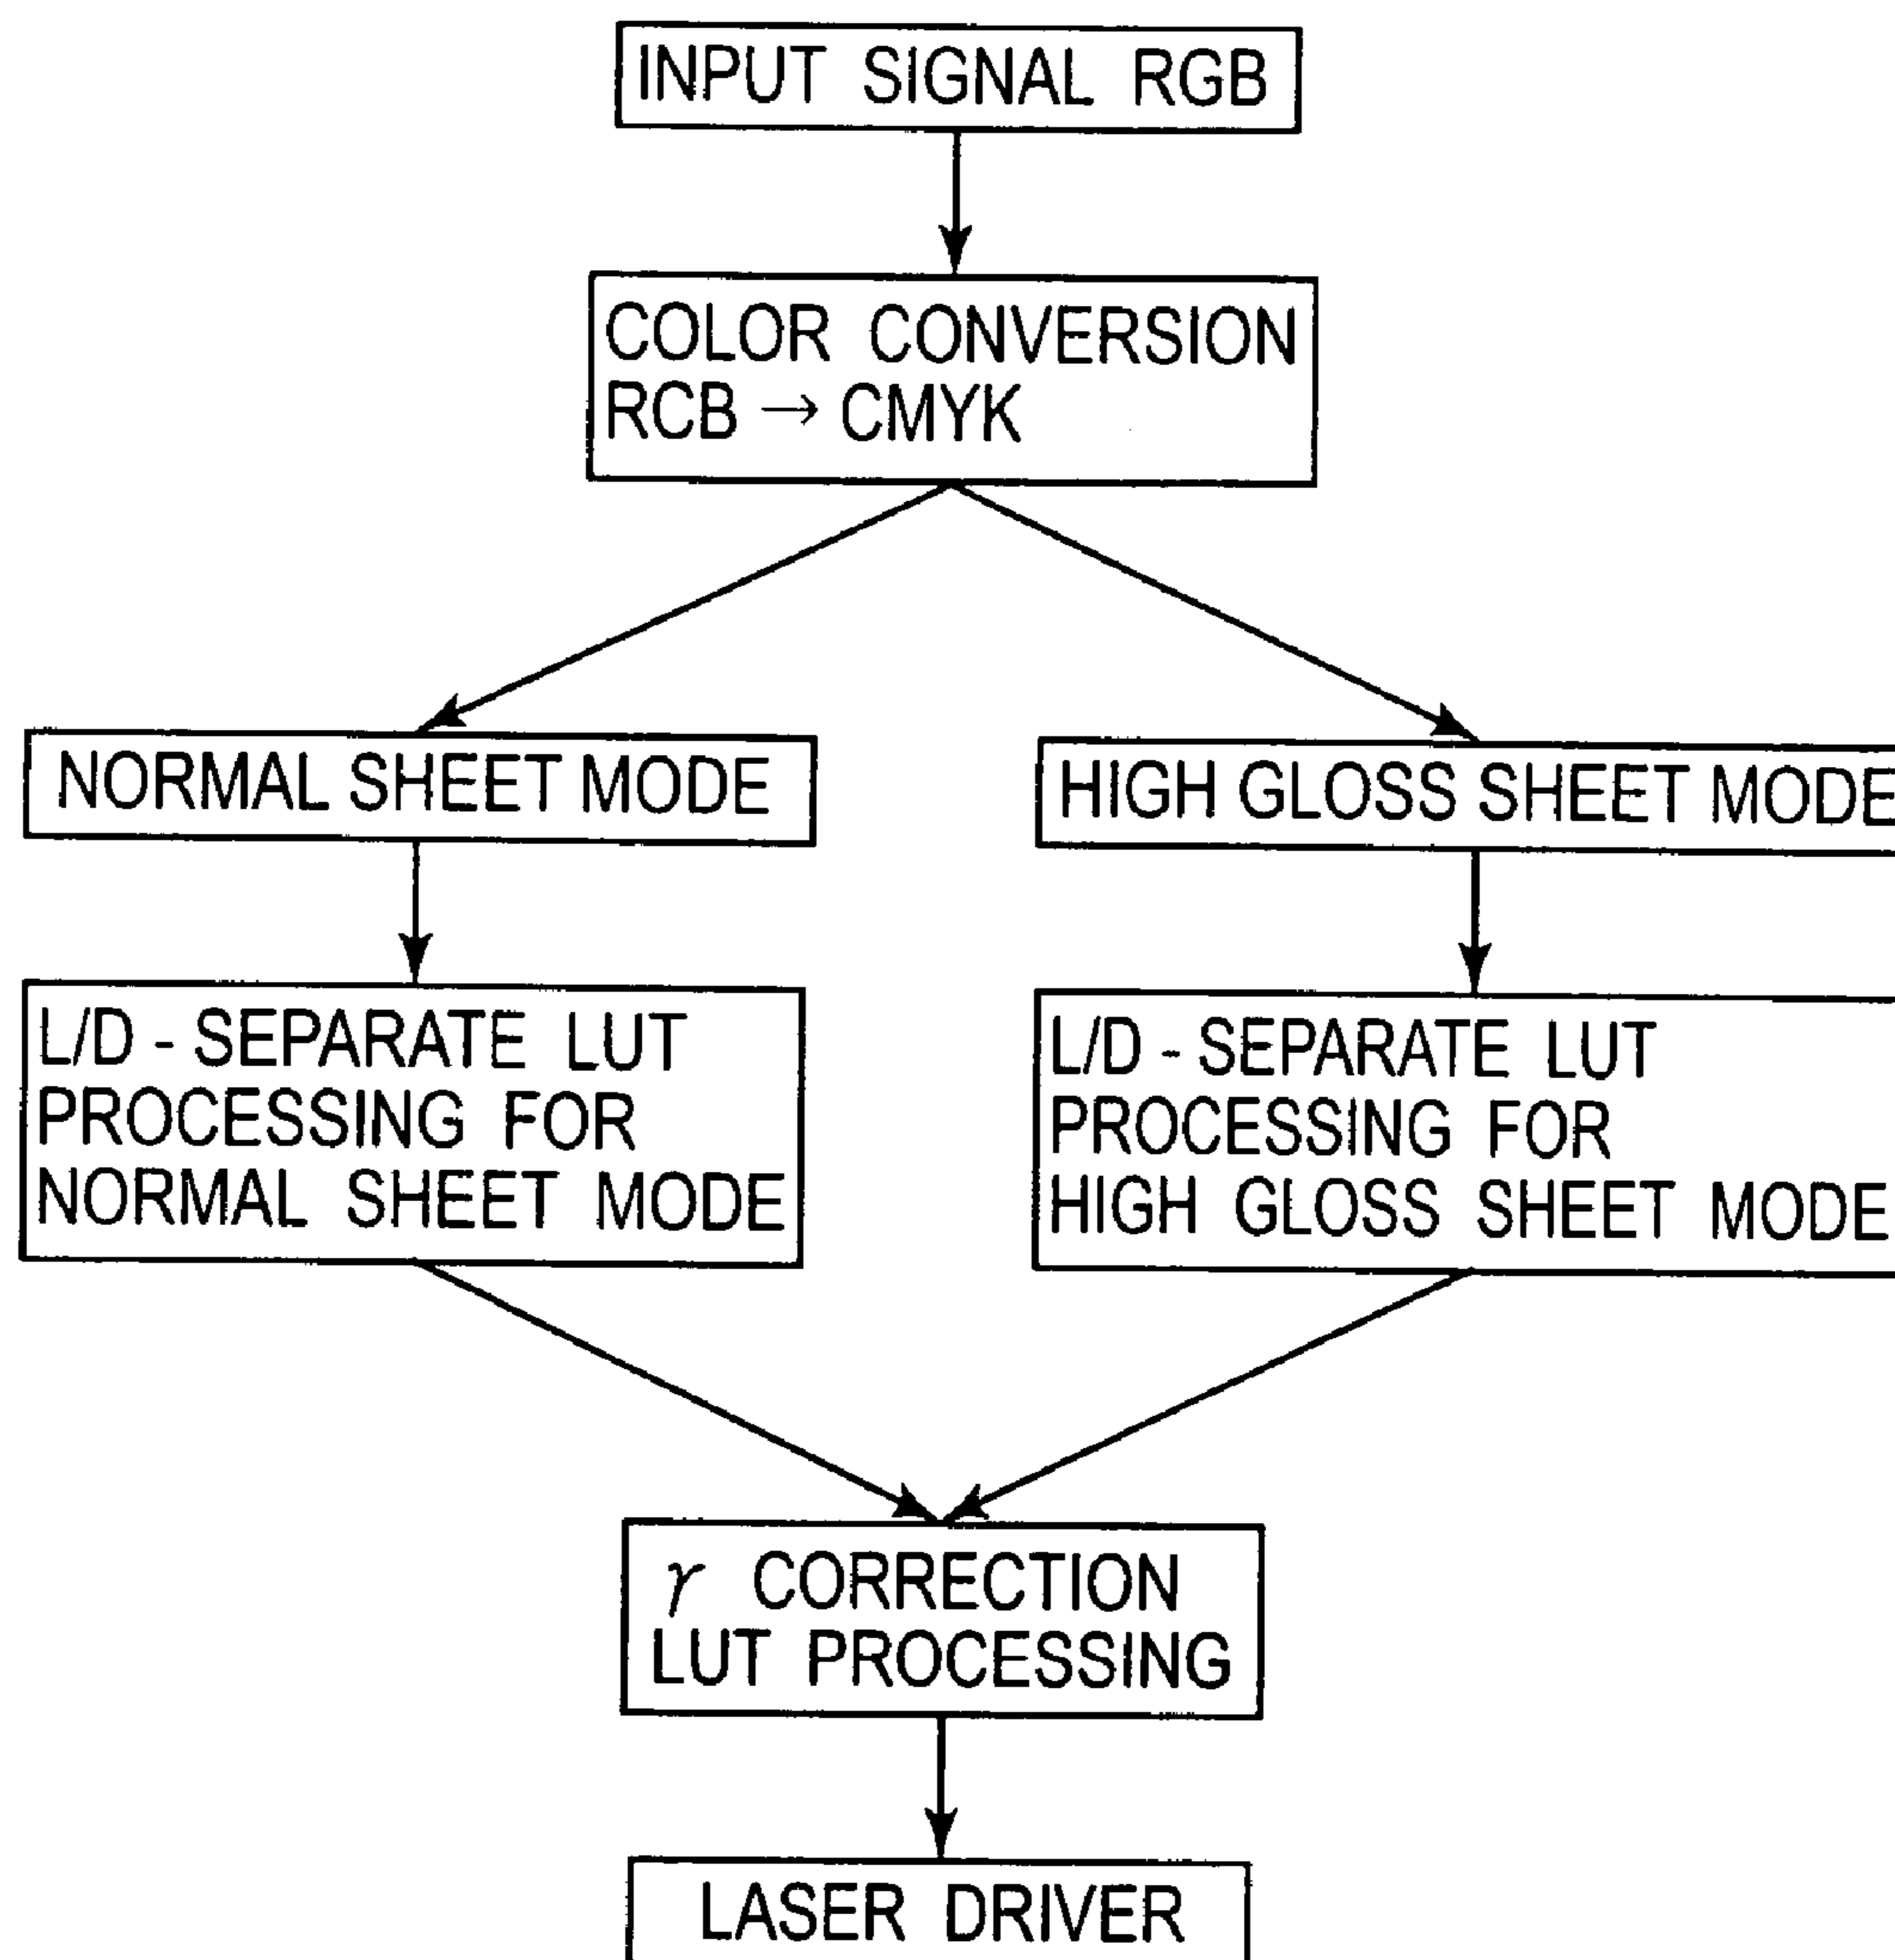 INPUT SIGNAL RGB
COLOR CONVERSION
RCB → CMYK
NORMAL SHEET MODE
HIGH GLOSS SHEET MODE
L/D - SEPARATE LUT
PROCESSING FOR
NORMAL SHEET MODE
L/D - SEPARATE LUT
PROCESSING FOR
HIGH GLOSS SHEET MODE
γ CORRECTION
LUT PROCESSING
LASER DRIVER